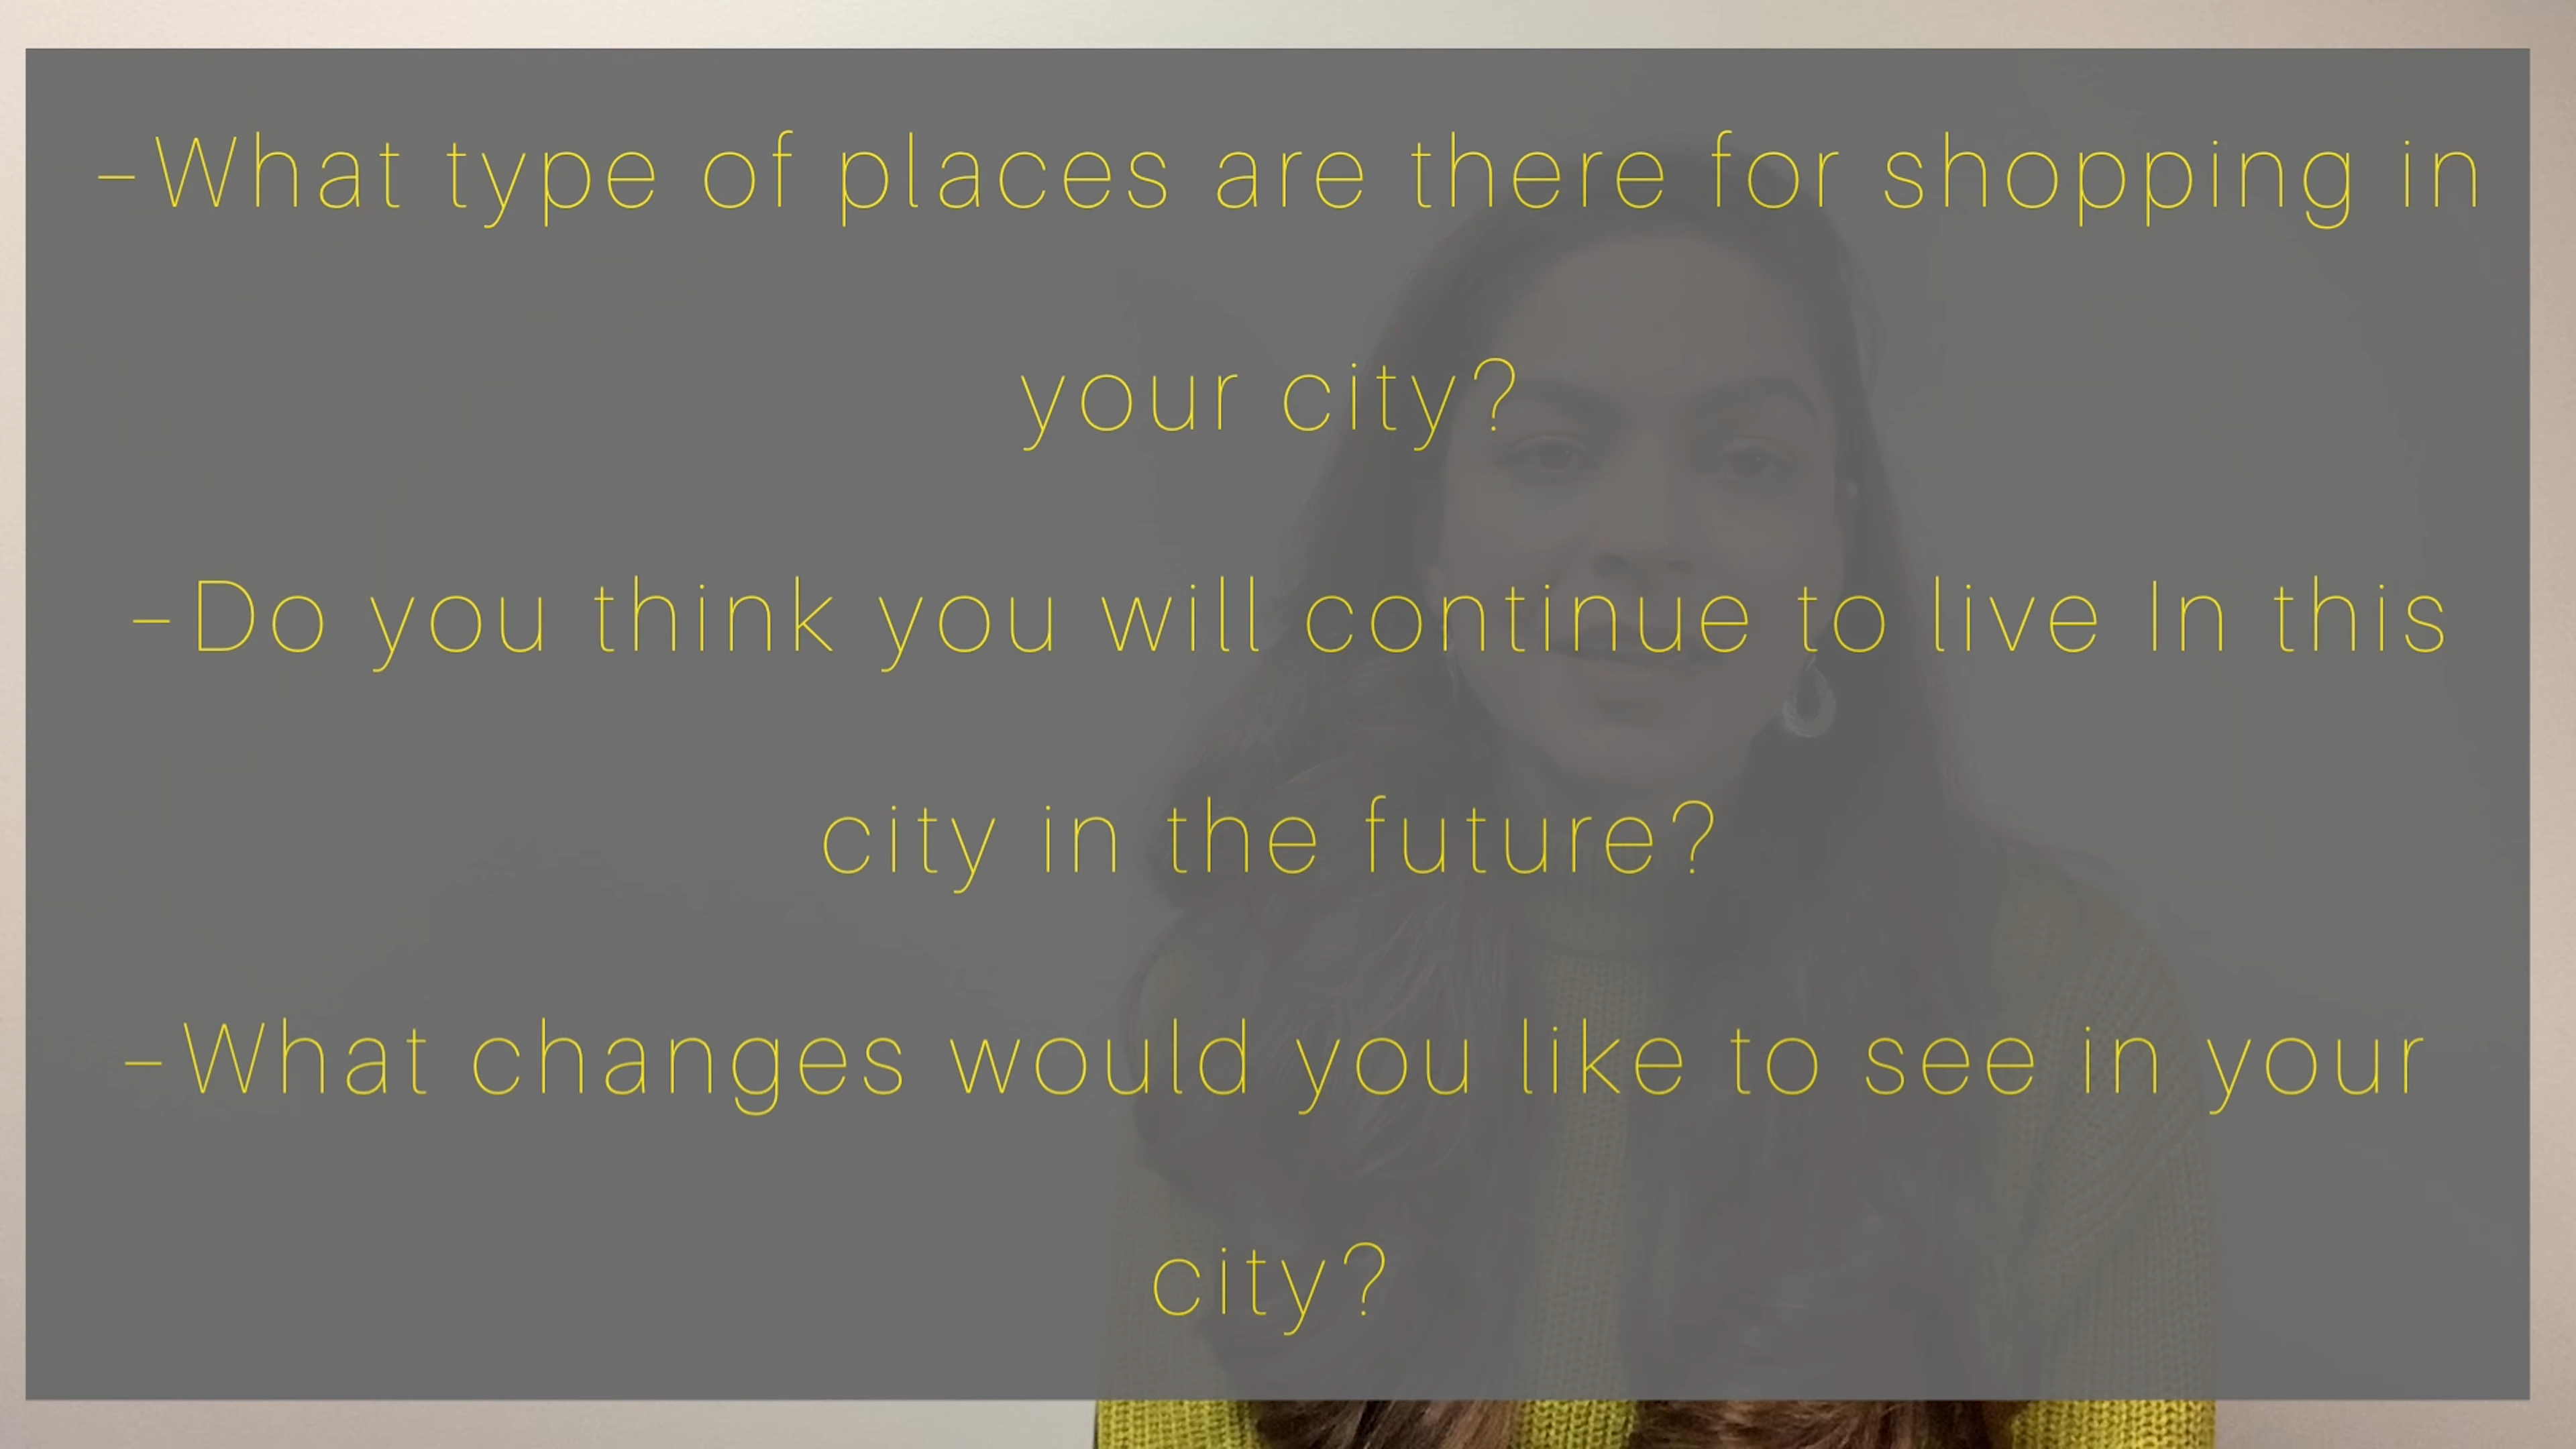 -What type of places are there for shopping in
your city?
-Do you think you will continue to live In this
city in the future?
-What changes would you like to see in your
city?